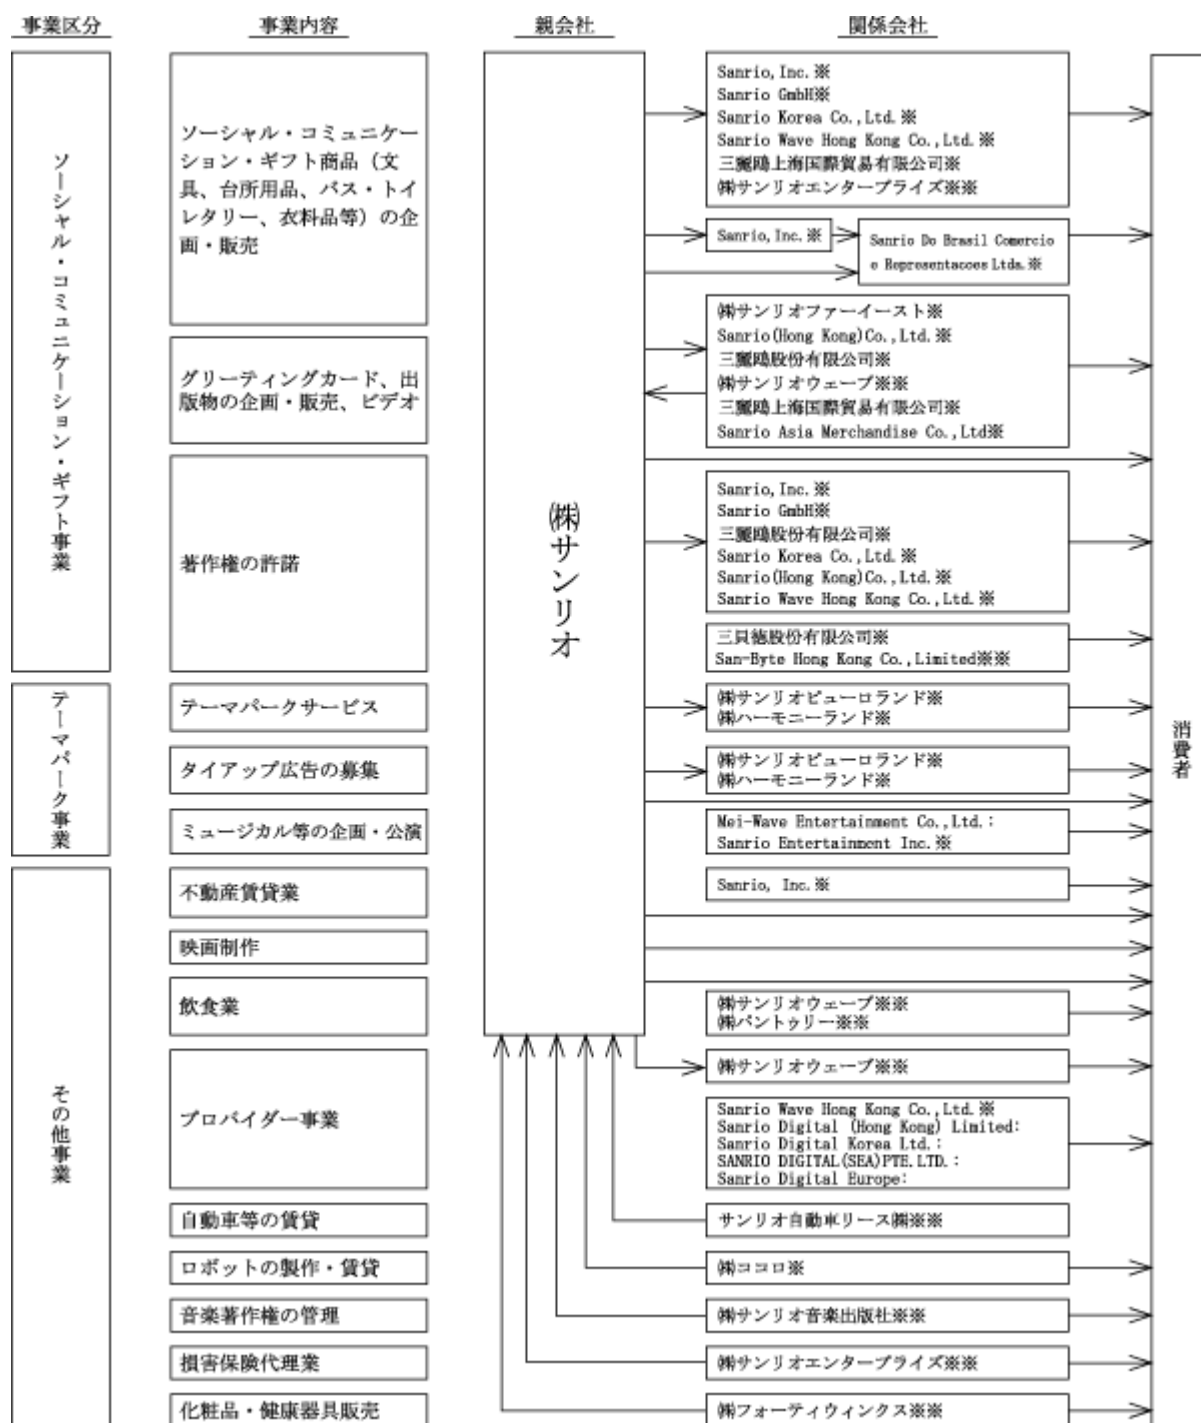 事業区分
事業内容
親会社
関係会社
ソーシャル・コミュニケーション・ギフト事業
ソーシャル・コミュニケー
ション・ギフト商品（文
具、台所用品、バス・トイ
レタリー、衣料品等）の企
画・販売
グリーティングカード、出
版物の企画・販売、ビデオ
著作権の許諾
テーマパーク事業
テーマパークサービス
タイアップ広告の募集
ミュージカル等の企画・公演
その他事業
不動産賃貸業
映画制作
飲食業
プロバイダー事業
自動車等の賃貸
ロボットの製作・賃貸
音楽著作権の管理
損害保険代理業
化粧品・健康器具販売
㈱サンリオ
Sanrio,Inc.※
Sanrio GmbH※
Sanrio Korea Co.,Ltd.※
Sanrio Wave Hong Kong Co.,Ltd.※
三麗鴎上海国際貿易有限公司※
㈱サンリオエンタープライズ※※
Sanrio,Inc.※
Sanrio Do Brasil Comercio
e Representacoes Ltda.※
㈱サンリオファーイースト※
Sanrio(Hong Kong)Co.,Ltd.※
三麗鴎股份有限公司※
㈱サンリオウェーブ※※
三麗鴎上海国際貿易有限公司※
Sanrio Asia Merchandise Co.,Ltd※
Sanrio,Inc.※
Sanrio GmbH※
三麗鴎股份有限公司※
Sanrio Korea Co.,Ltd.※
Sanrio(Hong Kong)Co.,Ltd.※
Sanrio Wave Hong Kong Co.,Ltd.※
三貝徳股份有限公司※
San-Byte Hong Kong Co.,Limited※※
㈱サンリオピューロランド※
㈱ハーモニーランド※
㈱サンリオピューロランド※
㈱ハーモニーランド※
Mei-Wave Entertainment Co.,Ltd.:
Sanrio Entertainment Inc.※
Sanrio, Inc.※
㈱サンリオウェーブ※※
㈱パントゥリー※※
㈱サンリオウェーブ※※
Sanrio Wave Hong Kong Co.,Ltd.※
Sanrio Digital (Hong Kong) Limited:
Sanrio Digital Korea Ltd.:
SANRIO DIGITAL(SEA)PTE.LTD.:
Sanrio Digital Europe:
サンリオ自動車リース㈱※※
㈱ココロ※
㈱サンリオ音楽出版社※※
㈱サンリオエンタープライズ※※
㈱フォーティウィンクス※※
消費者